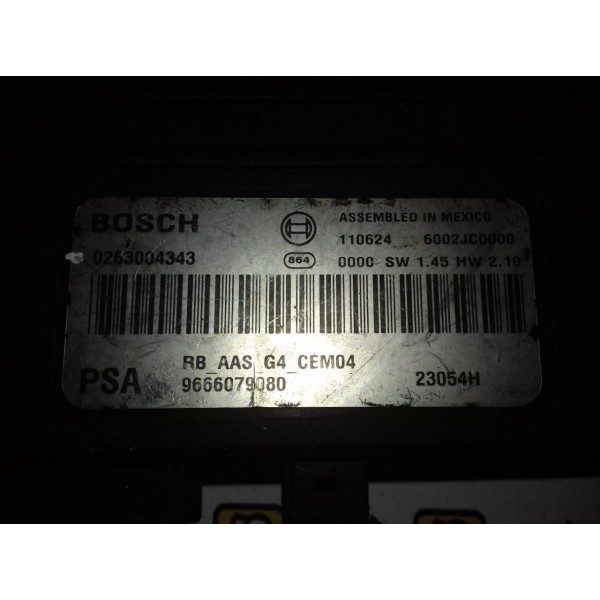 BOSCH
ASSEMBLED IN MEXICO
110624 6002JC0000
0263004343
864
0000 SW 1.45 HW 2.10
RB_AAS_G4_CEM04
PSA
9666079080
23054H